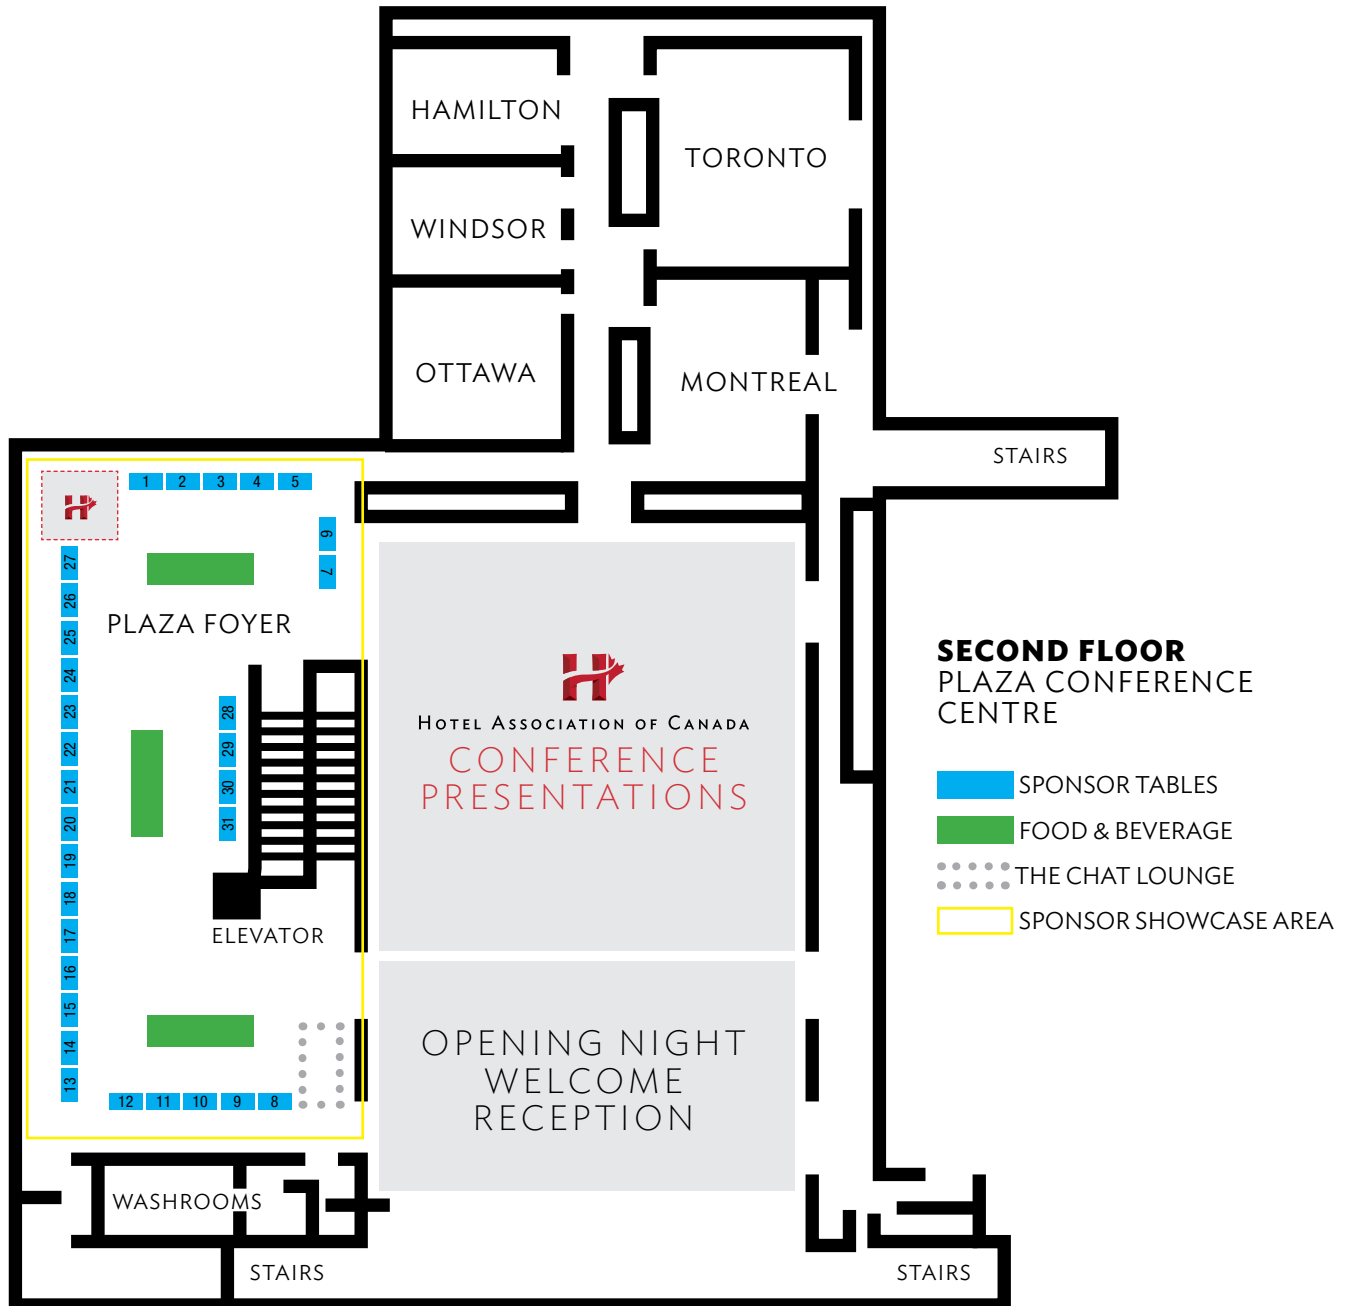 HAMILTON
TORONTO
WINDSOR
OTTAWA
MONTREAL
STAIRS
1 2 3 4 5
6
7
27
26
25
24
23
22
21
20
19
18
17
16
15
14
13
PLAZA FOYER
28
29
30
31
ELEVATOR
12 11 10 9 8
HOTEL ASSOCIATION OF CANADA
CONFERENCE
PRESENTATIONS
OPENING NIGHT
WELCOME
RECEPTION
WASHROOMS
STAIRS
STAIRS
SECOND FLOOR
PLAZA CONFERENCE
CENTRE
SPONSOR TABLES
FOOD & BEVERAGE
THE CHAT LOUNGE
SPONSOR SHOWCASE AREA